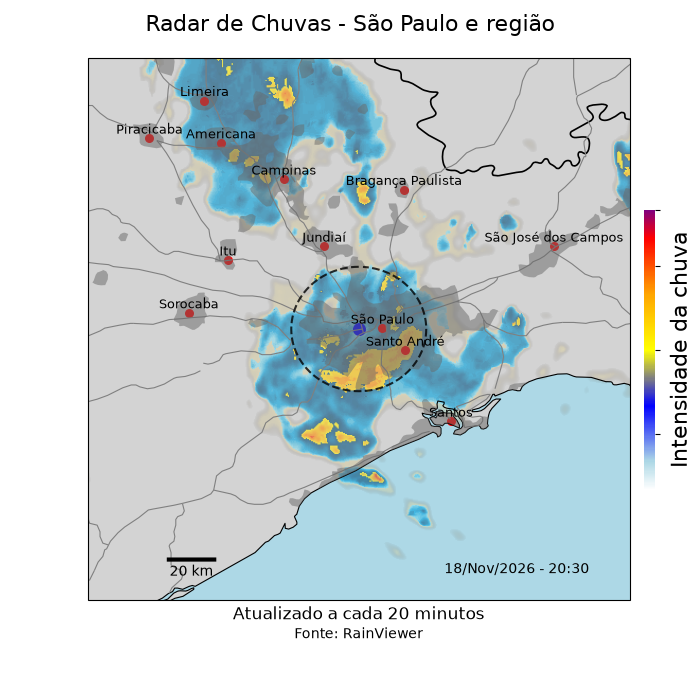 Radar de Chuvas - São Paulo e região
Limeira
Piracicaba
Americana
Campinas
Bragança Paulista
Jundiaí
São José dos Campos
Itu
Sorocaba
São Paulo
Santo André
Santos
Intensidade da chuva
20 km
18/Nov/2026 - 20:30
Atualizado a cada 20 minutos
Fonte: RainViewer